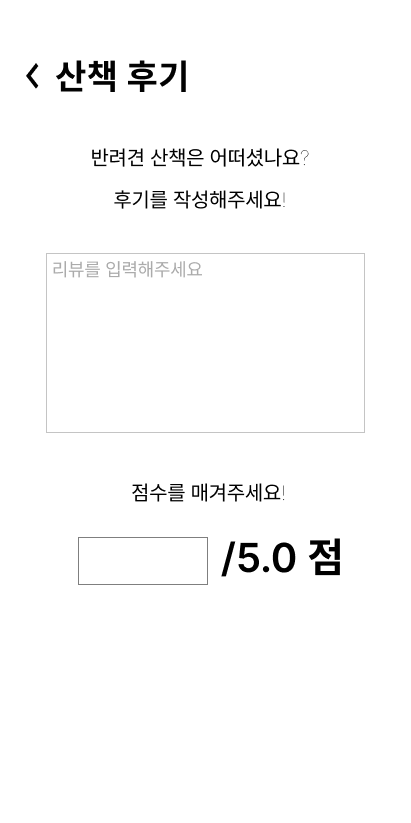 산책 후기
반려견 산책은 어떠셨나요?
후기를 작성해주세요!
리뷰를 입력해주세요
점수를 매겨주세요!
/5.0 점